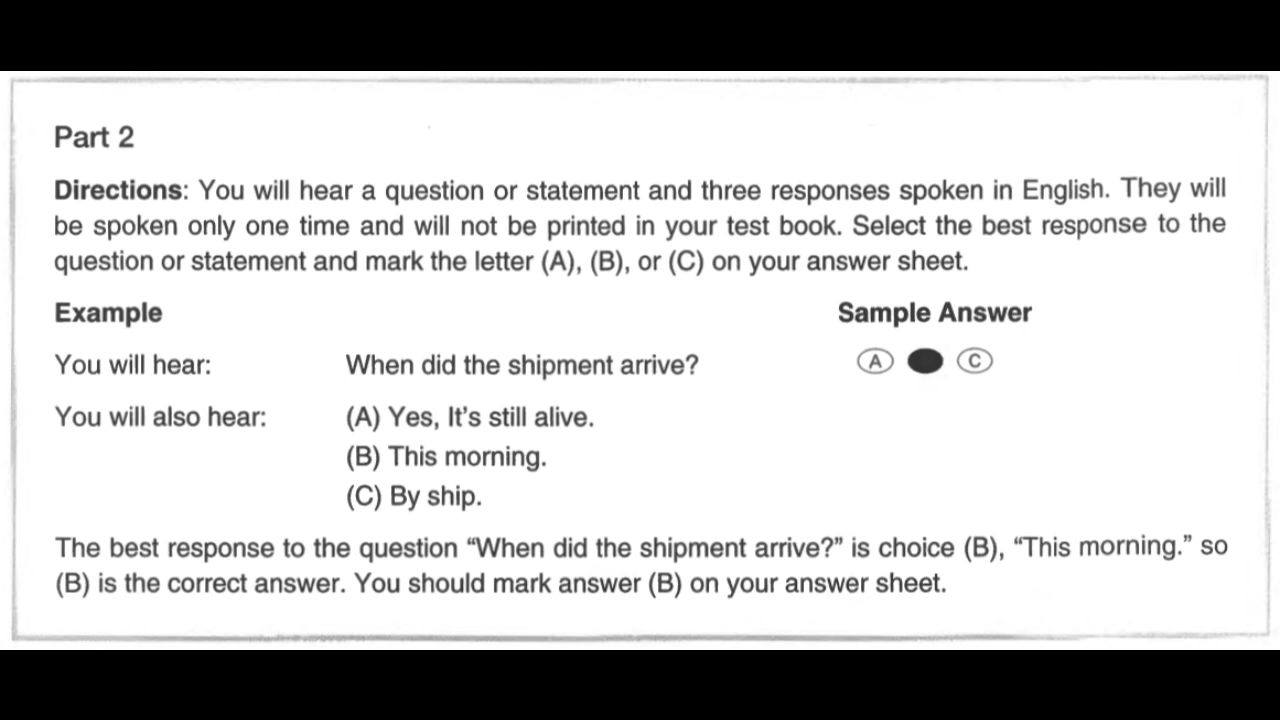 Part 2
Directions: You will hear a question or statement and three responses spoken in English. They will
be spoken only one time and will not be printed in your test book. Select the best response to the
question or statement and mark the letter (A), (B), or (C) on your answer sheet.
Example Sample Answer
You will hear: When did the shipment arrive? A C
You will also hear: (A) Yes, It's still alive.
(B) This morning.
(C) By ship.
The best response to the question “When did the shipment arrive?” is choice (B), “This morning.” so
(B) is the correct answer. You should mark answer (B) on your answer sheet.